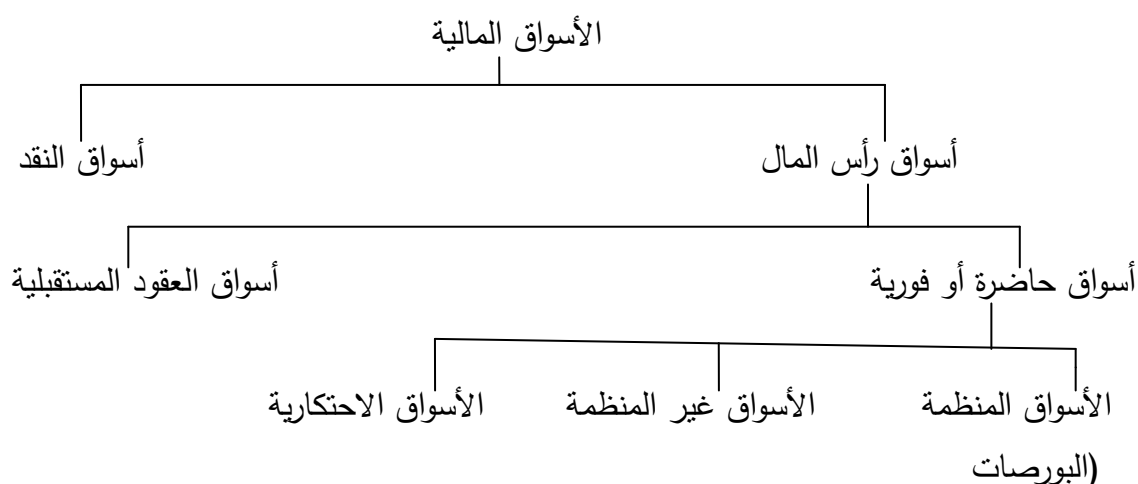 الأسواق المالية
أسواق رأس المال أسواق النقد
أسواق حاضرة أو فورية أسواق العقود المستقبلية
الأسواق المنظمة الأسواق غير المنظمة الأسواق الاحتكارية
(البورصات